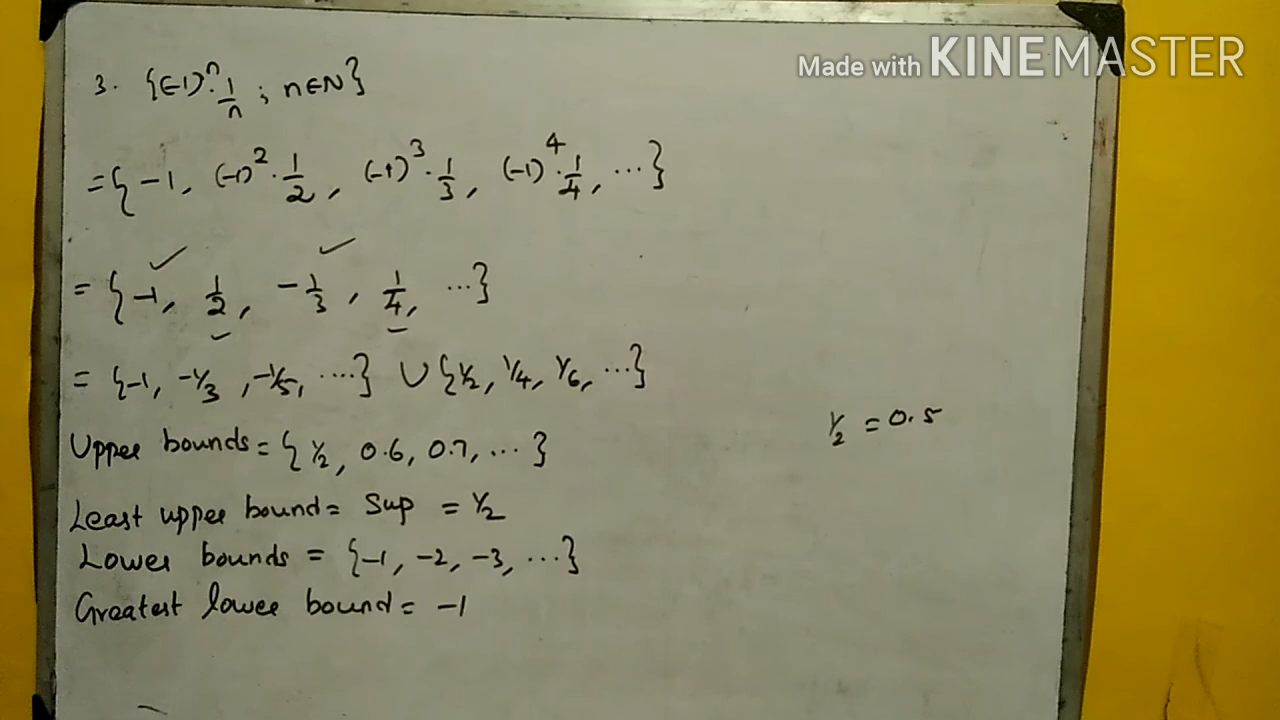 Made with KINEMASTER
3. {(-1)ⁿ · 1/n ; n∈N}
= { -1, (-1)² · 1/2, (-1)³ · 1/3, (-1)⁴ · 1/4, ... }
= { -1, 1/2, -1/3, 1/4, ... }
= {-1, -1/3, -1/5, ....} ∪ {1/2, 1/4, 1/6, ...}
1/2 = 0.5
Upper bounds = { 1/2, 0.6, 0.7, ... }
Least upper bound = Sup = 1/2
Lower bounds = {-1, -2, -3, ...}
Greatest lower bound = -1